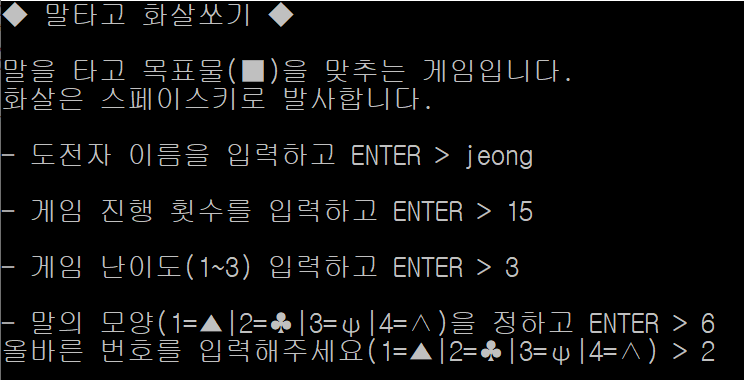 ◆ 말타고 화살쏘기 ◆
말을 타고 목표물(■)을 맞추는 게임입니다.
화살은 스페이스키로 발사합니다.
- 도전자 이름을 입력하고 ENTER > jeong
- 게임 진행 횟수를 입력하고 ENTER > 15
- 게임 난이도(1~3) 입력하고 ENTER > 3
- 말의 모양(1=▲|2=♣|3=ψ|4=∧)을 정하고 ENTER > 6
올바른 번호를 입력해주세요(1=▲|2=♣|3=ψ|4=∧) > 2